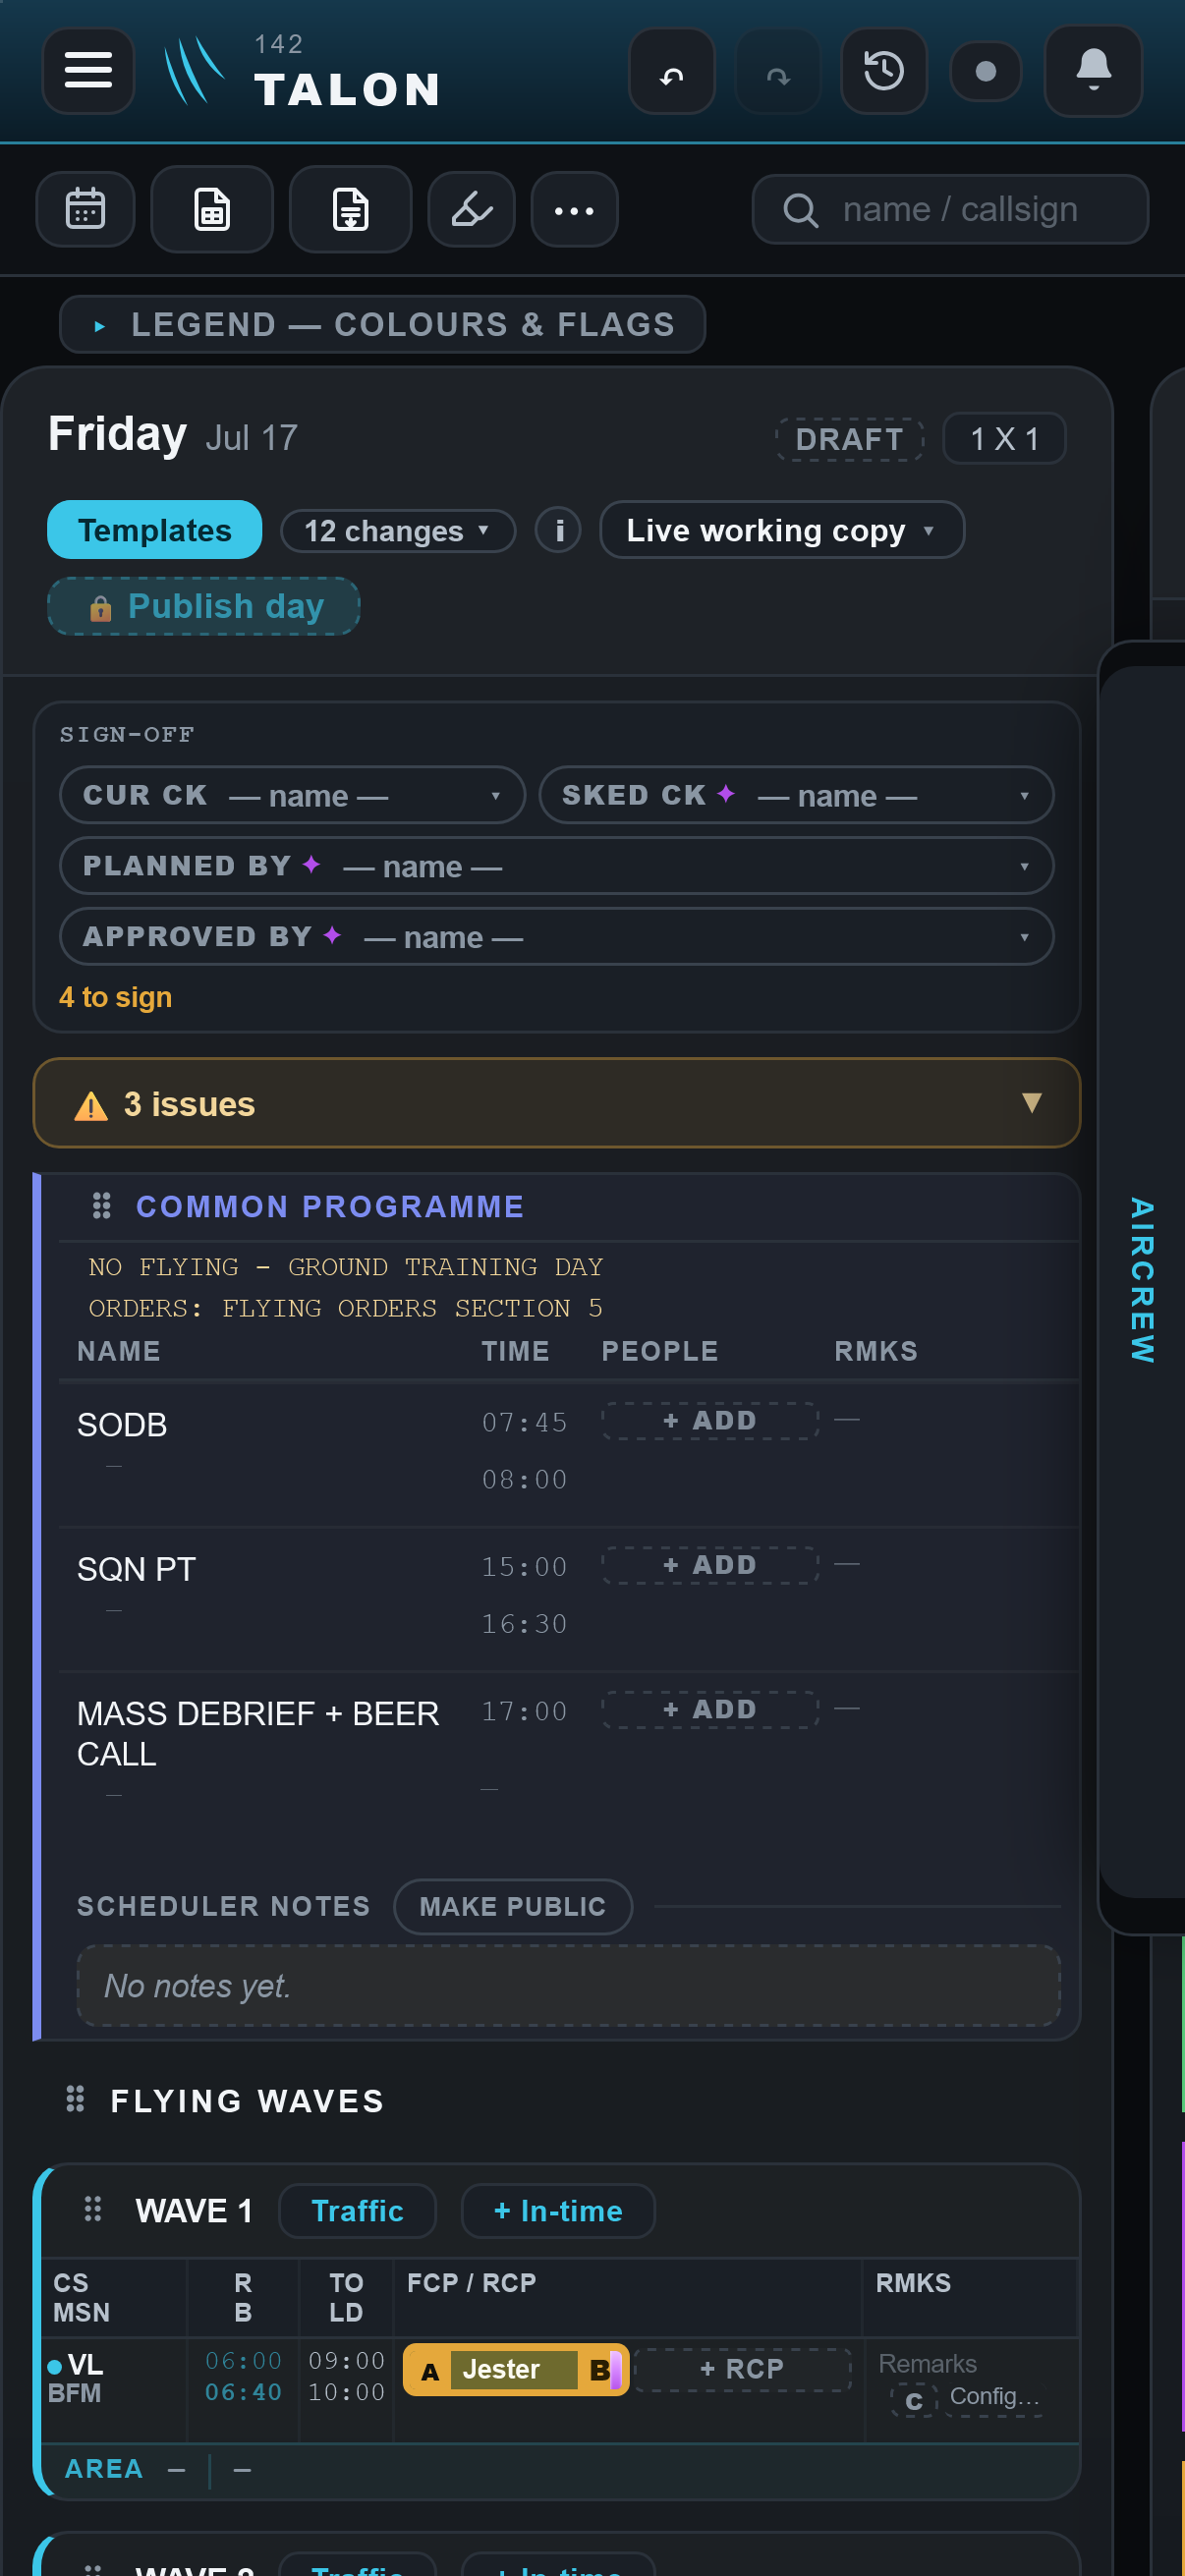 142
TALON
name / callsign
LEGEND — COLOURS & FLAGS
Friday Jul 17 DRAFT 1 X 1
Templates 12 changes i Live working copy
Publish day
SIGN-OFF
CUR CK — name — SKED CK — name —
PLANNED BY — name —
APPROVED BY — name —
4 to sign
3 issues
AIRCREW
COMMON PROGRAMME
NO FLYING - GROUND TRAINING DAY
ORDERS: FLYING ORDERS SECTION 5
NAME TIME PEOPLE RMKS
SODB 07:45 + ADD —
— 08:00
SQN PT 15:00 + ADD —
— 16:30
MASS DEBRIEF + BEER 17:00 + ADD —
CALL
— —
SCHEDULER NOTES MAKE PUBLIC
No notes yet.
FLYING WAVES
WAVE 1 Traffic + In-time
CS R TO FCP / RCP RMKS
MSN B LD
VL 06:00 09:00 A Jester B + RCP Remarks
BFM 06:40 10:00 C Config...
AREA — —
WAVE 2 Traffic + In-time